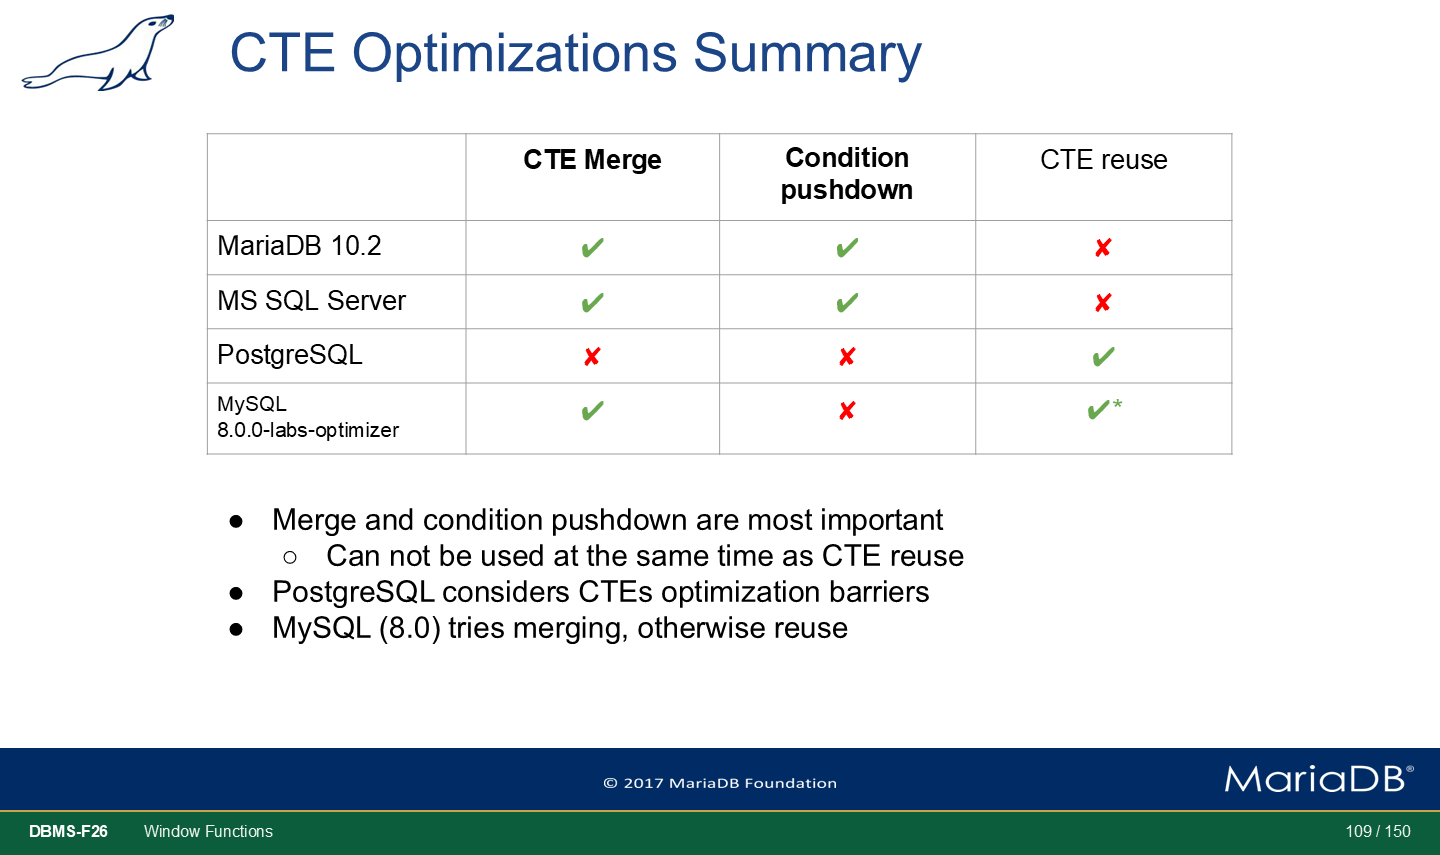 CTE Optimizations Summary
CTE Merge
Condition
pushdown
CTE reuse
MariaDB 10.2 ✔ ✔ ✘
MS SQL Server ✔ ✔ ✘
PostgreSQL ✘ ✘ ✔
MySQL
8.0.0-labs-optimizer ✔ ✘ ✔*
● Merge and condition pushdown are most important
○ Can not be used at the same time as CTE reuse
● PostgreSQL considers CTEs optimization barriers
● MySQL (8.0) tries merging, otherwise reuse
© 2017 MariaDB Foundation
MariaDB®
DBMS-F26 Window Functions 109 / 150